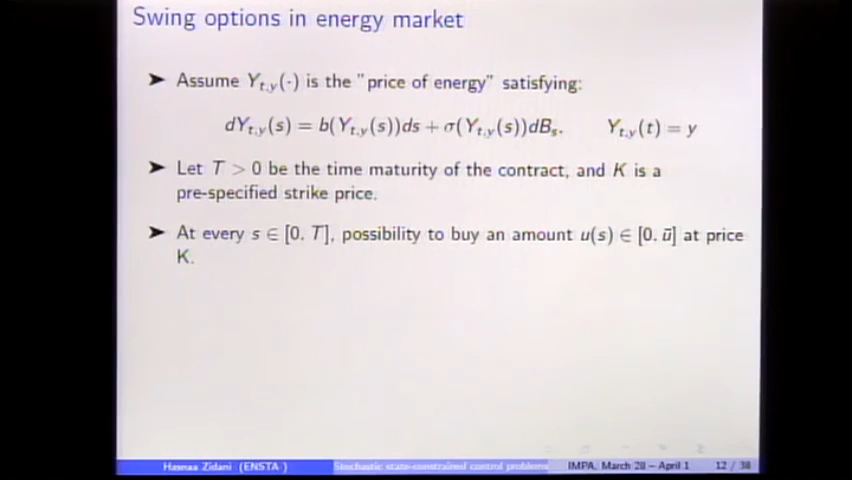 Swing options in energy market
➤ Assume Y_{t,y}(·) is the "price of energy" satisfying:
dY_{t,y}(s) = b(Y_{t,y}(s))ds + σ(Y_{t,y}(s))dB_s. Y_{t,y}(t) = y
➤ Let T > 0 be the time maturity of the contract, and K is a
pre-specified strike price.
➤ At every s ∈ [0, T], possibility to buy an amount u(s) ∈ [0, ū] at price
K.
Hasnaa Zidani (ENSTA ) Stochastic state-constrained control problems IMPA, March 28 – April 1 12 / 38